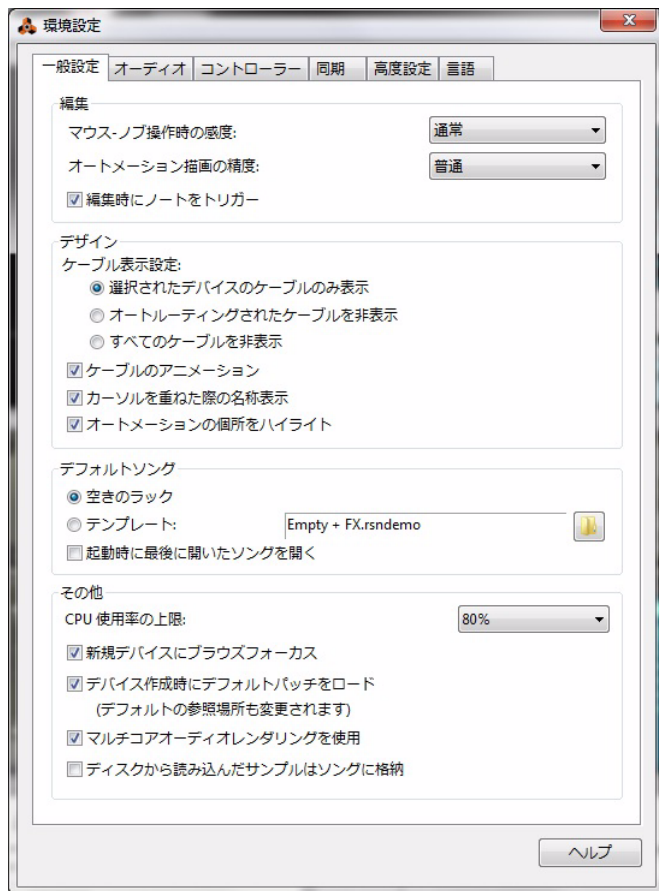 環境設定
一般設定 オーディオ コントローラー 同期 高度設定 言語
編集
マウス-ノブ操作時の感度: 通常
オートメーション描画の精度: 普通
編集時にノートをトリガー
デザイン
ケーブル表示設定:
選択されたデバイスのケーブルのみ表示
オートルーティングされたケーブルを非表示
すべてのケーブルを非表示
ケーブルのアニメーション
カーソルを重ねた際の名称表示
オートメーションの個所をハイライト
デフォルトソング
空きのラック
テンプレート: Empty + FX.rsndemo
起動時に最後に開いたソングを開く
その他
CPU 使用率の上限: 80%
新規デバイスにブラウズフォーカス
デバイス作成時にデフォルトパッチをロード
(デフォルトの参照場所も変更されます)
マルチコアオーディオレンダリングを使用
ディスクから読み込んだサンプルはソングに格納
ヘルプ